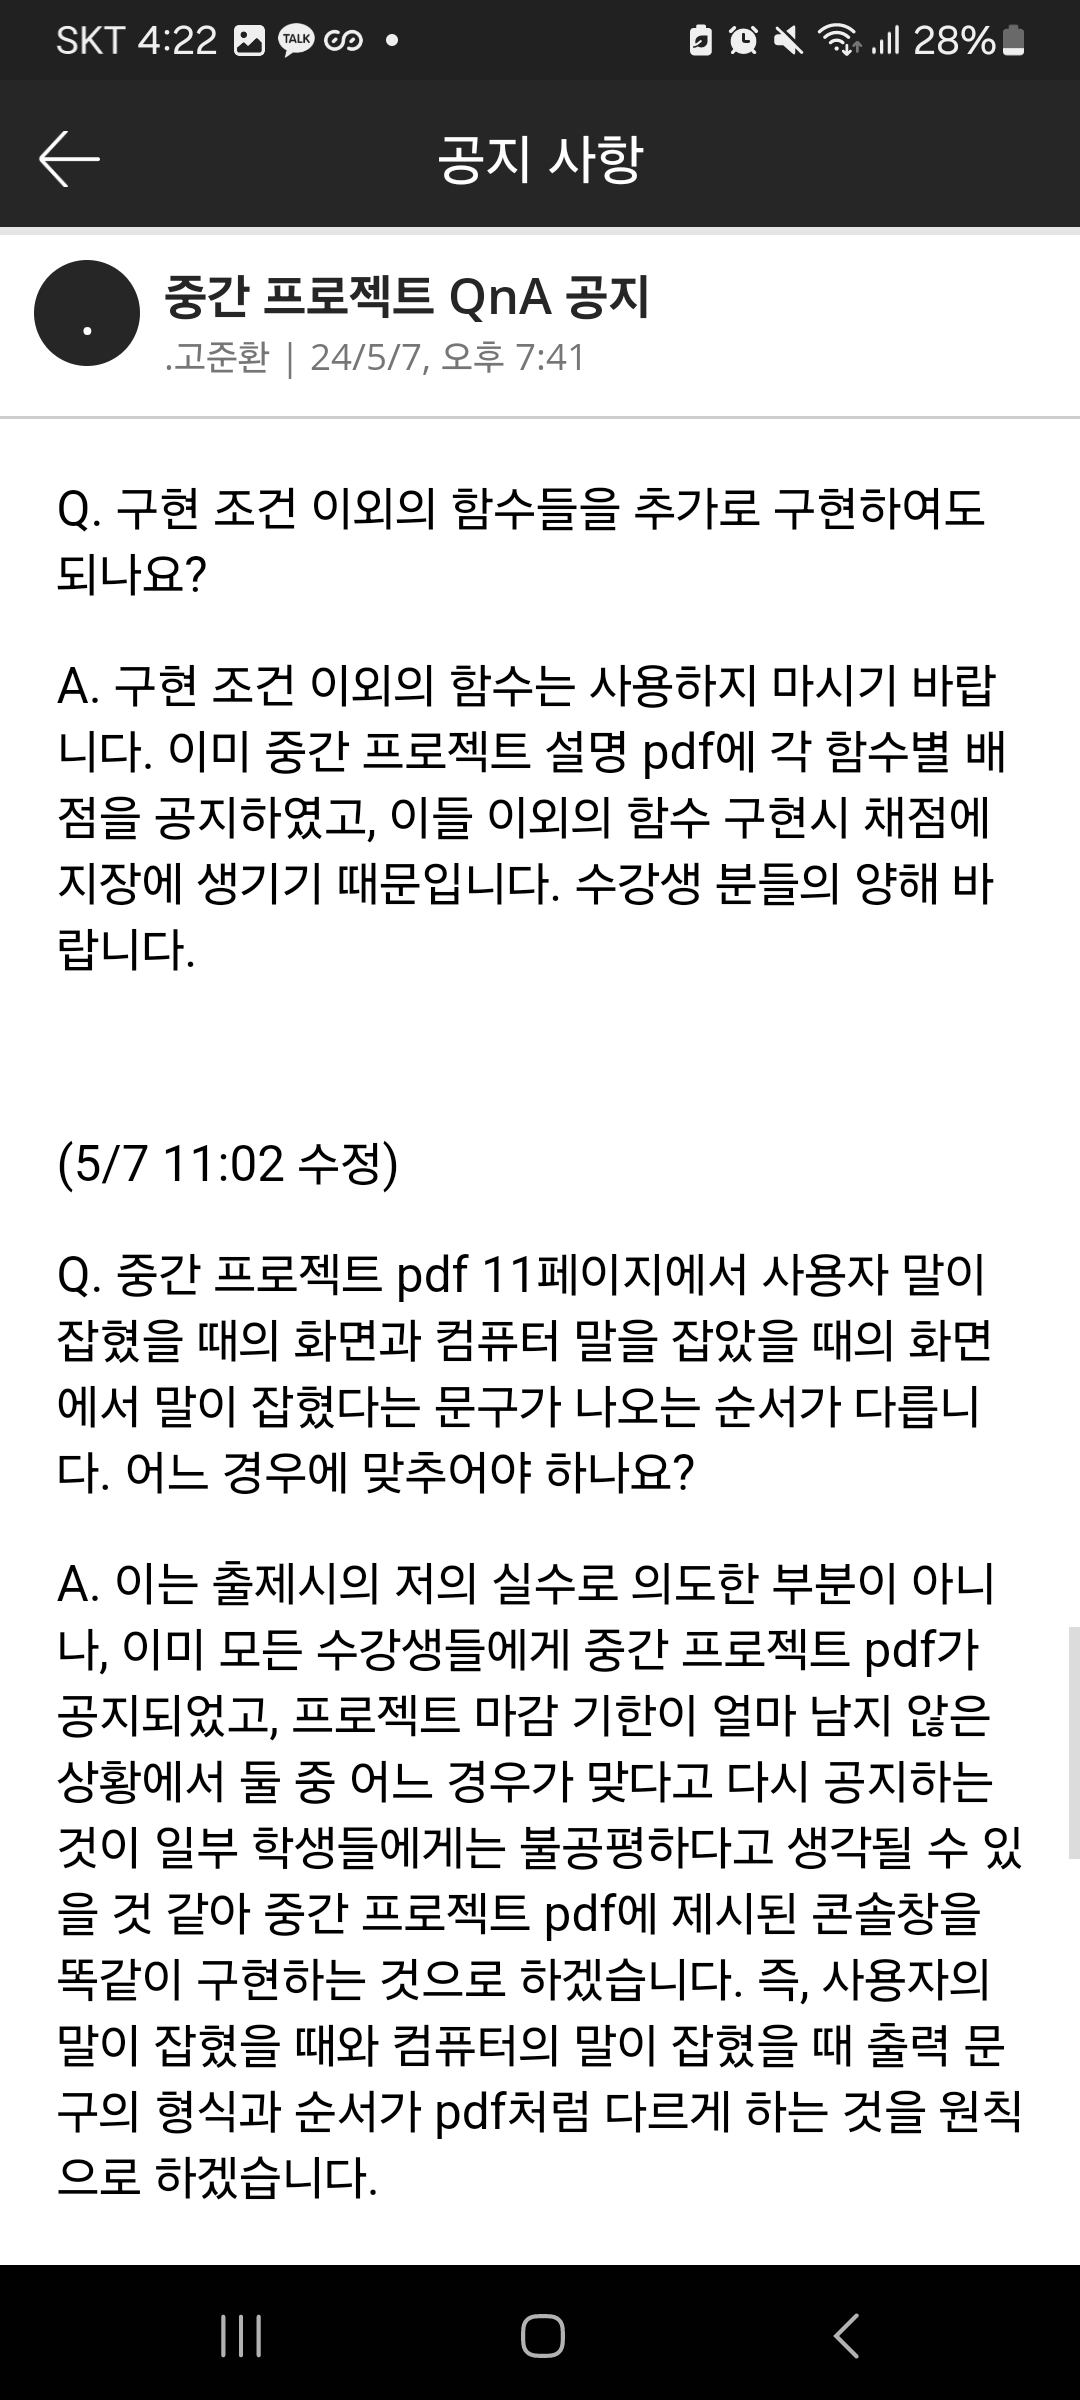 SKT 4:22 TALK 28%
공지 사항
중간 프로젝트 QnA 공지
.고준환 | 24/5/7, 오후 7:41
Q. 구현 조건 이외의 함수들을 추가로 구현하여도
되나요?
A. 구현 조건 이외의 함수는 사용하지 마시기 바랍
니다. 이미 중간 프로젝트 설명 pdf에 각 함수별 배
점을 공지하였고, 이들 이외의 함수 구현시 채점에
지장에 생기기 때문입니다. 수강생 분들의 양해 바
랍니다.
(5/7 11:02 수정)
Q. 중간 프로젝트 pdf 11페이지에서 사용자 말이
잡혔을 때의 화면과 컴퓨터 말을 잡았을 때의 화면
에서 말이 잡혔다는 문구가 나오는 순서가 다릅니
다. 어느 경우에 맞추어야 하나요?
A. 이는 출제시의 저의 실수로 의도한 부분이 아니
나, 이미 모든 수강생들에게 중간 프로젝트 pdf가
공지되었고, 프로젝트 마감 기한이 얼마 남지 않은
상황에서 둘 중 어느 경우가 맞다고 다시 공지하는
것이 일부 학생들에게는 불공평하다고 생각될 수 있
을 것 같아 중간 프로젝트 pdf에 제시된 콘솔창을
똑같이 구현하는 것으로 하겠습니다. 즉, 사용자의
말이 잡혔을 때와 컴퓨터의 말이 잡혔을 때 출력 문
구의 형식과 순서가 pdf처럼 다르게 하는 것을 원칙
으로 하겠습니다.